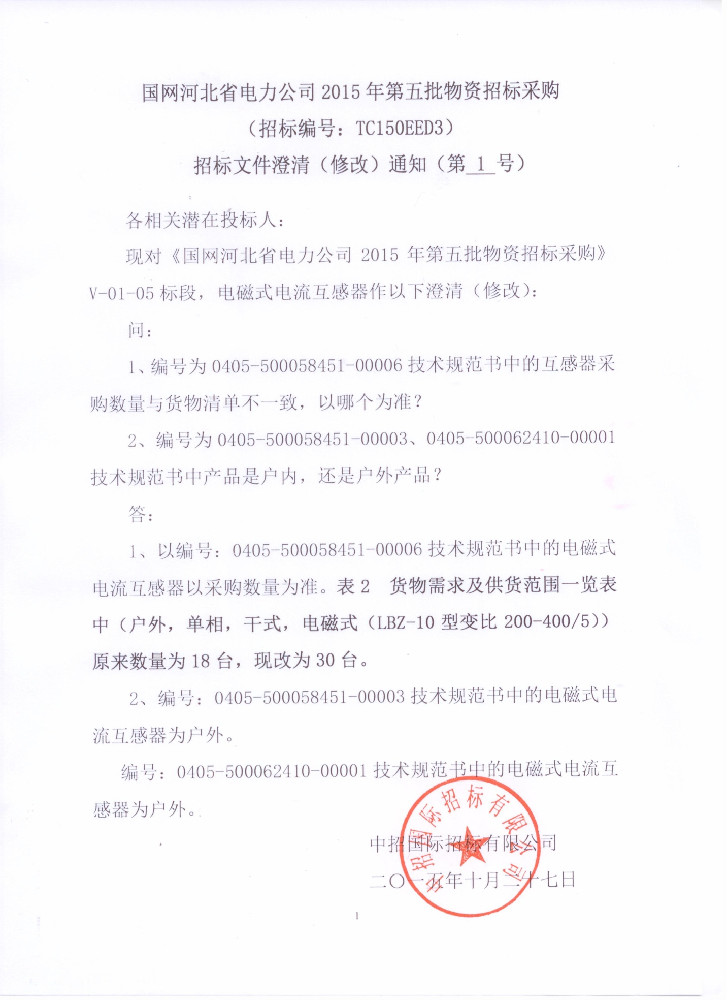 国网河北省电力公司 2015 年第五批物资招标采购
（招标编号：TC150EED3）
招标文件澄清（修改）通知（第 1 号）
各相关潜在投标人：
现对《国网河北省电力公司 2015 年第五批物资招标采购》
V-01-05 标段，电磁式电流互感器作以下澄清（修改）：
问：
1、编号为 0405-500058451-00006 技术规范书中的互感器采
购数量与货物清单不一致，以哪个为准？
2、编号为 0405-500058451-00003、0405-500062410-00001
技术规范书中产品是户内，还是户外产品？
答：
1、以编号：0405-500058451-00006 技术规范书中的电磁式
电流互感器以采购数量为准。表 2 货物需求及供货范围一览表
中（户外，单相，干式，电磁式（LBZ-10 型变比 200-400/5））
原来数量为 18 台，现改为 30 台。
2、编号：0405-500058451-00003 技术规范书中的电磁式电
流互感器为户外。
编号：0405-500062410-00001 技术规范书中的电磁式电流互
感器为户外。
中招国际招标有限公司
中招国际招标有限公司
二〇一五年十月二十七日
1